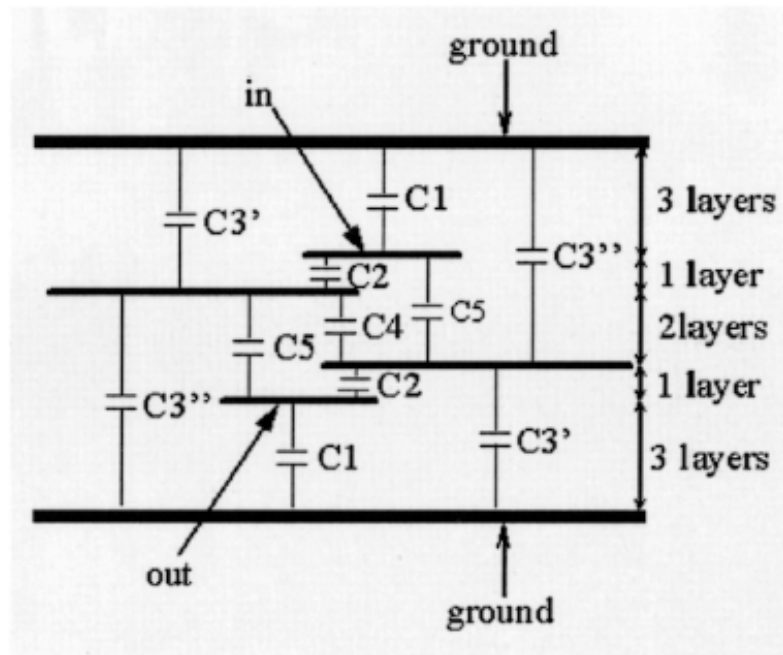 ground
in
C1
3 layers
C3'
C3''
C2
1 layer
C5
C4
2layers
C5
C2
1 layer
C3''
C3'
C1
3 layers
out
ground